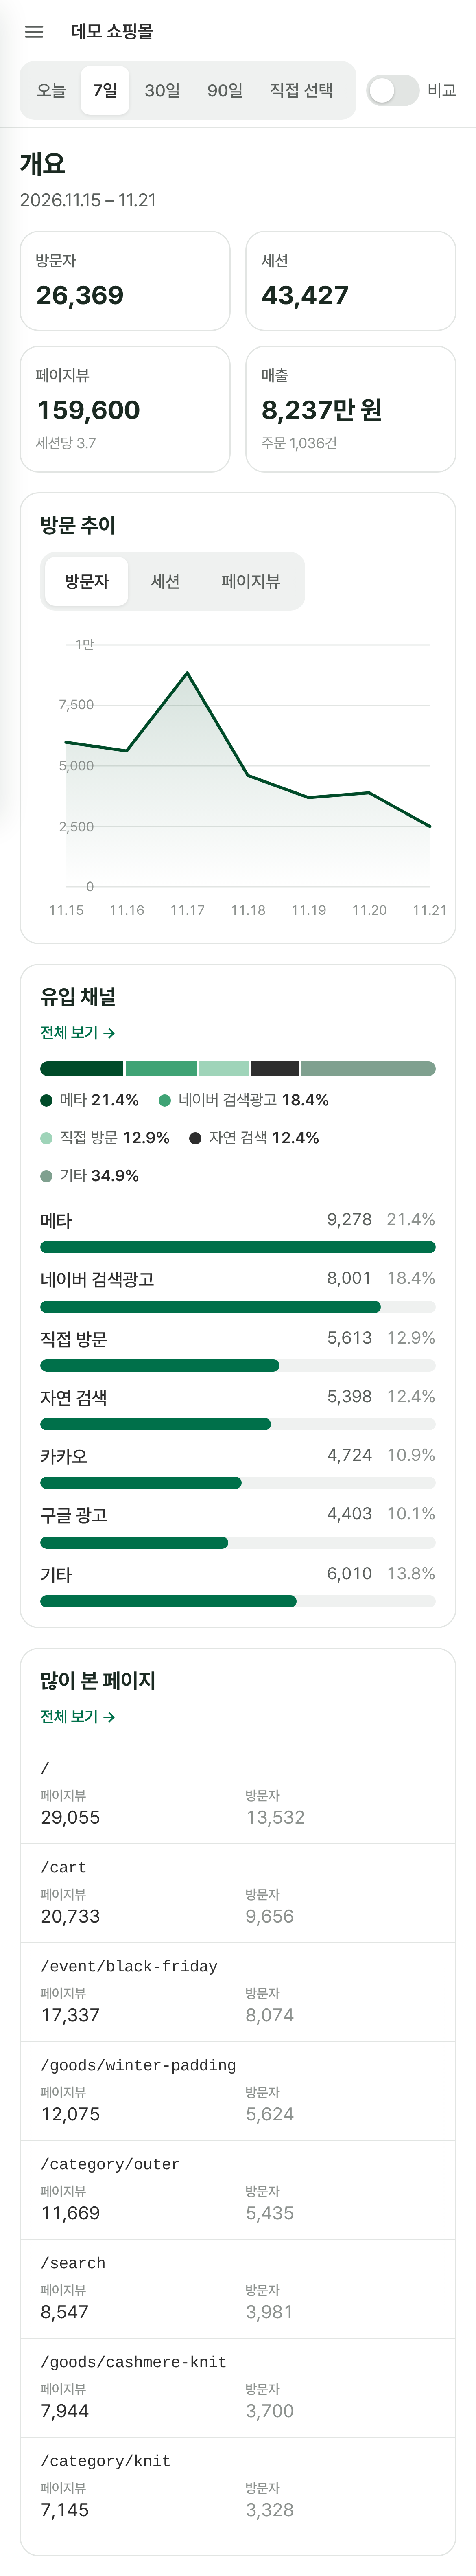 데모 쇼핑몰
오늘 7일 30일 90일 직접 선택 비교
개요
2026.11.15 – 11.21
방문자 세션
26,369 43,427
페이지뷰 매출
159,600 8,237만 원
세션당 3.7 주문 1,036건
방문 추이
방문자 세션 페이지뷰
1만
7,500
5,000
2,500
0
11.15 11.16 11.17 11.18 11.19 11.20 11.21
유입 채널
전체 보기 →
메타 21.4% 네이버 검색광고 18.4%
직접 방문 12.9% 자연 검색 12.4%
기타 34.9%
메타 9,278 21.4%
네이버 검색광고 8,001 18.4%
직접 방문 5,613 12.9%
자연 검색 5,398 12.4%
카카오 4,724 10.9%
구글 광고 4,403 10.1%
기타 6,010 13.8%
많이 본 페이지
전체 보기 →
/
페이지뷰 방문자
29,055 13,532
/cart
페이지뷰 방문자
20,733 9,656
/event/black-friday
페이지뷰 방문자
17,337 8,074
/goods/winter-padding
페이지뷰 방문자
12,075 5,624
/category/outer
페이지뷰 방문자
11,669 5,435
/search
페이지뷰 방문자
8,547 3,981
/goods/cashmere-knit
페이지뷰 방문자
7,944 3,700
/category/knit
페이지뷰 방문자
7,145 3,328